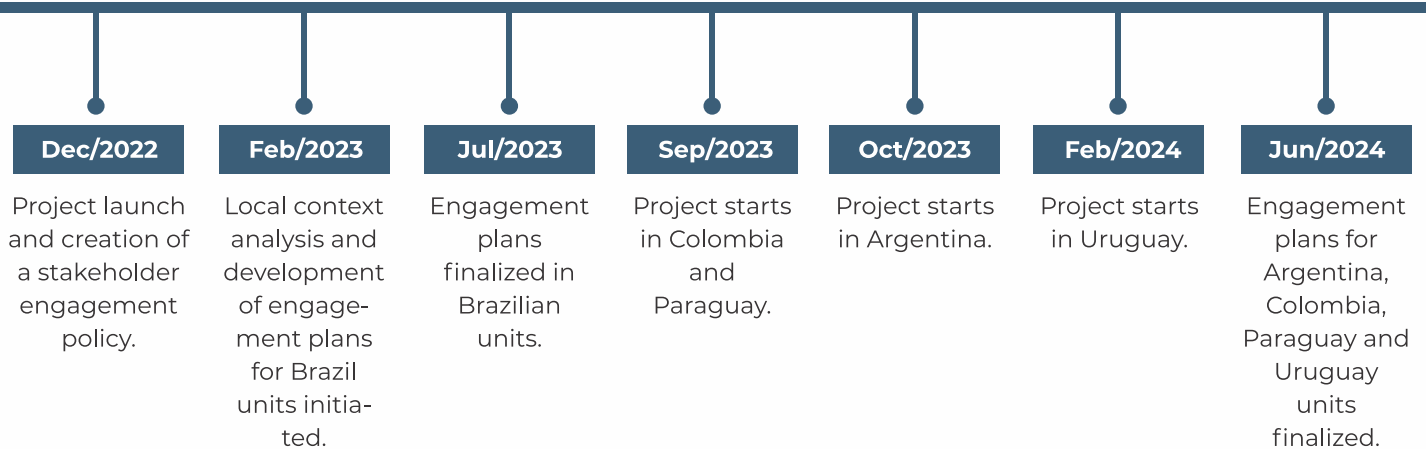 Dec/2022
Project launch
and creation of
a stakeholder
engagement
policy.
Feb/2023
Local context
analysis and
development
of engage-
ment plans
for Brazil
units initia-
ted.
Jul/2023
Engagement
plans
finalized in
Brazilian
units.
Sep/2023
Project starts
in Colombia
and
Paraguay.
Oct/2023
Project starts
in Argentina.
Feb/2024
Project starts
in Uruguay.
Jun/2024
Engagement
plans for
Argentina,
Colombia,
Paraguay and
Uruguay
units
finalized.